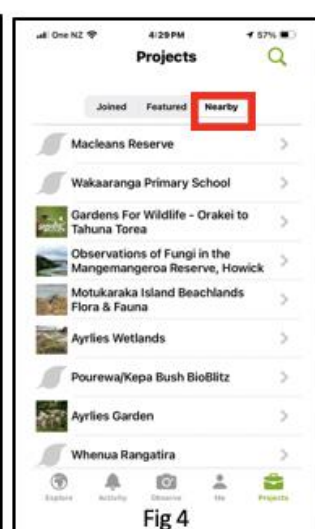 One NZ 4:29 PM 57%
Projects
Joined Featured Nearby
Macleans Reserve
Wakaaranga Primary School
Gardens For Wildlife - Orakei to
Tahuna Torea
Observations of Fungi in the
Mangemangeroa Reserve, Howick
Motukaraka Island Beachlands
Flora & Fauna
Ayrlies Wetlands
Pourewa/Kepa Bush BioBlitz
Ayrlies Garden
Whenua Rangatira
Explore Activity Observe Me Projects
Fig 4